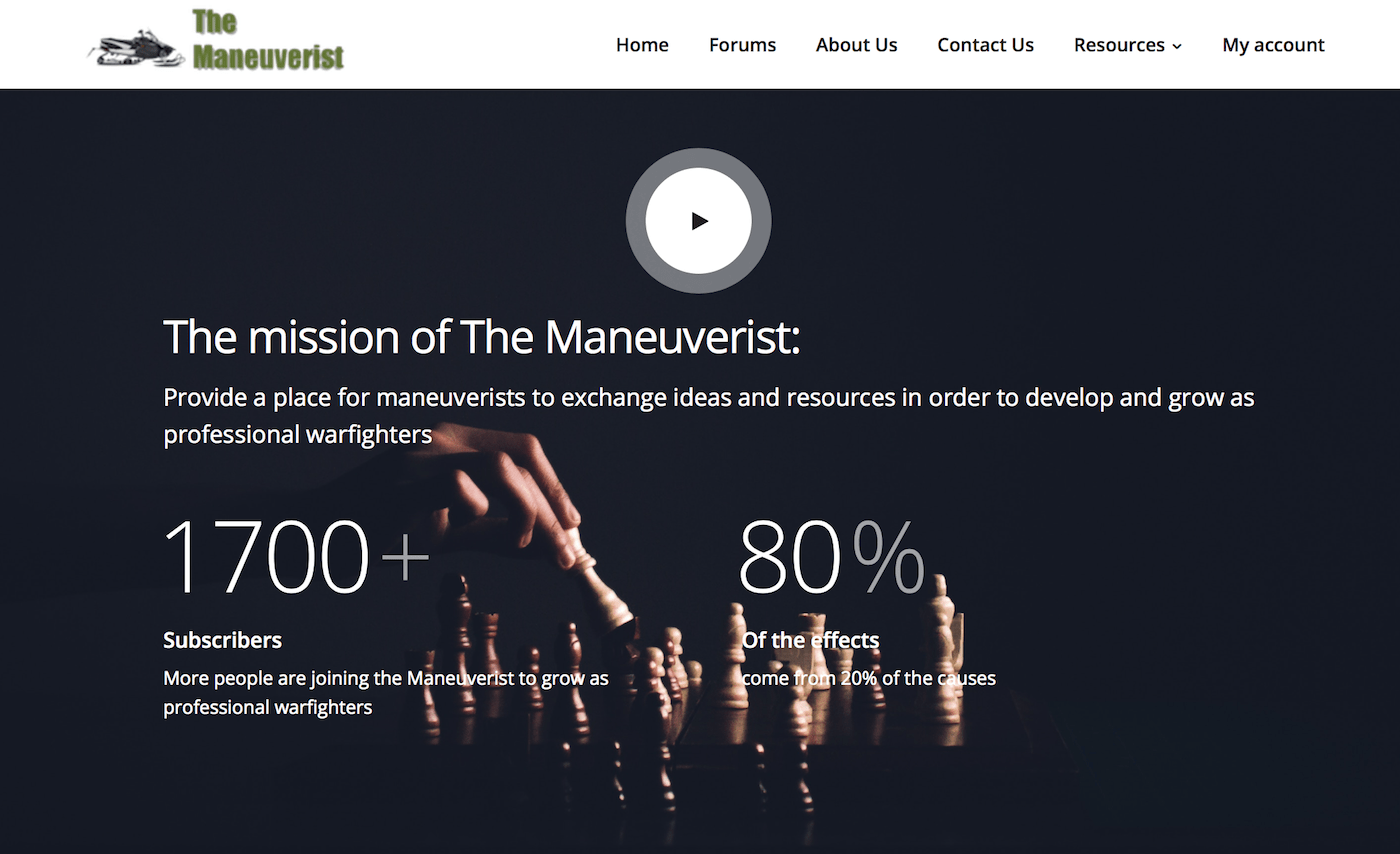 The
Maneuverist
Home Forums About Us Contact Us Resources My account
The mission of The Maneuverist:
Provide a place for maneuverists to exchange ideas and resources in order to develop and grow as
professional warfighters
1700+ 80%
Subscribers Of the effects
More people are joining the Maneuverist to grow as come from 20% of the causes
professional warfighters